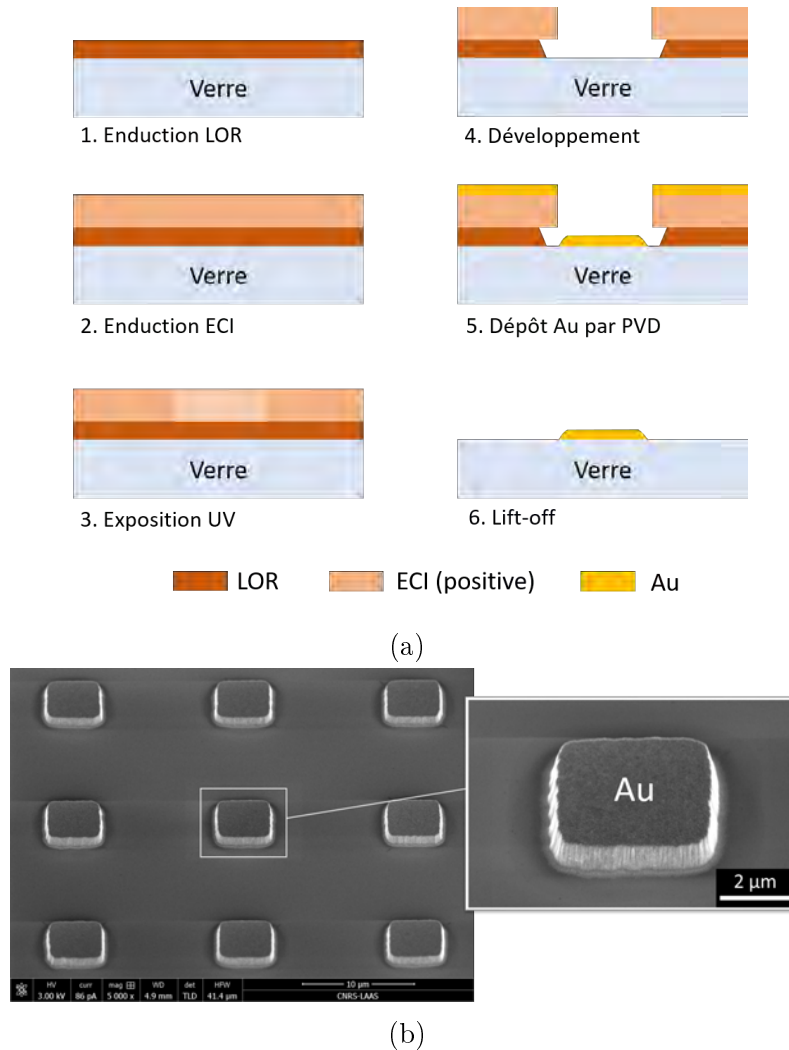 Verre
1. Enduction LOR
Verre
2. Enduction ECI
Verre
3. Exposition UV
Verre
4. Développement
Verre
5. Dépôt Au par PVD
Verre
6. Lift-off
LOR
ECI (positive)
Au
(a)
Au
2 µm
HV curr mag WD det HFW 10 µm
3.00 kV 86 pA 5 000 x 4.9 mm TLD 41.4 µm CNRS-LAAS
(b)